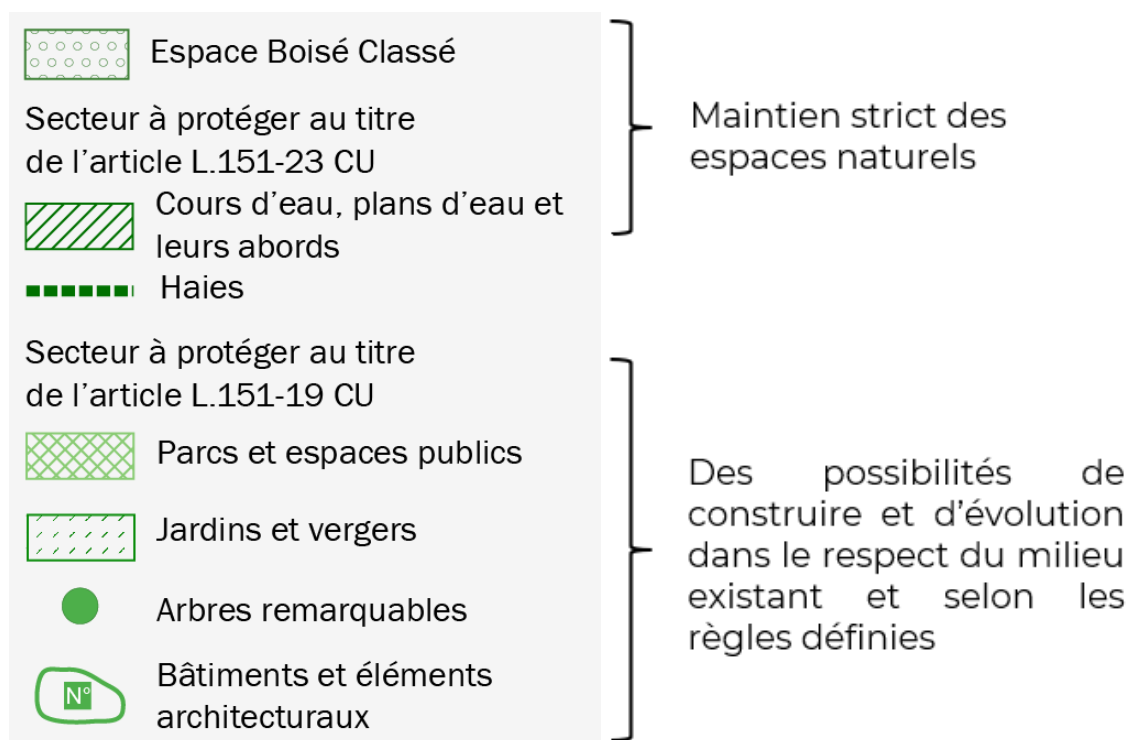 Espace Boisé Classé
Secteur à protéger au titre
de l'article L.151-23 CU
Cours d'eau, plans d'eau et
leurs abords
Haies
Maintien strict des
espaces naturels
Secteur à protéger au titre
de l'article L.151-19 CU
Parcs et espaces publics
Jardins et vergers
Arbres remarquables
N°
Bâtiments et éléments
architecturaux
Des possibilités de
construire et d'évolution
dans le respect du milieu
existant et selon les
règles définies